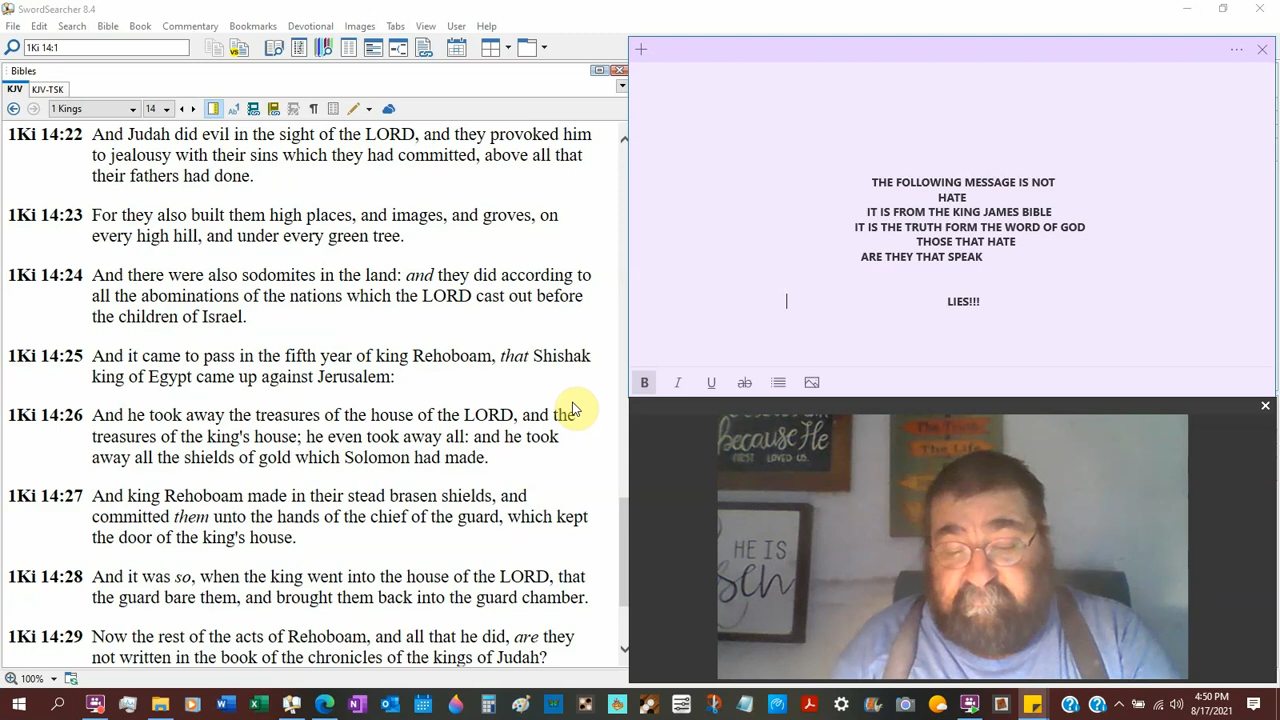 SwordSearcher 8.4
File Edit Search Bible Book Commentary Bookmarks Devotional Images Tabs View User Help
1Ki 14:1
Bibles
KJV KJV-TSK
1 Kings 14
1Ki 14:22 And Judah did evil in the sight of the LORD, and they provoked him
to jealousy with their sins which they had committed, above all that
their fathers had done.
1Ki 14:23 For they also built them high places, and images, and groves, on
every high hill, and under every green tree.
1Ki 14:24 And there were also sodomites in the land: and they did according to
all the abominations of the nations which the LORD cast out before
the children of Israel.
1Ki 14:25 And it came to pass in the fifth year of king Rehoboam, that Shishak
king of Egypt came up against Jerusalem:
1Ki 14:26 And he took away the treasures of the house of the LORD, and the
treasures of the king's house; he even took away all: and he took
away all the shields of gold which Solomon had made.
1Ki 14:27 And king Rehoboam made in their stead brasen shields, and
committed them unto the hands of the chief of the guard, which kept
the door of the king's house.
1Ki 14:28 And it was so, when the king went into the house of the LORD, that
the guard bare them, and brought them back into the guard chamber.
1Ki 14:29 Now the rest of the acts of Rehoboam, and all that he did, are they
not written in the book of the chronicles of the kings of Judah?
100%
THE FOLLOWING MESSAGE IS NOT
HATE
IT IS FROM THE KING JAMES BIBLE
IT IS THE TRUTH FORM THE WORD OF GOD
THOSE THAT HATE
ARE THEY THAT SPEAK
LIES!!!
B I U ab
because He
FIRST LOVED US.
The Life
HE IS
4:50 PM
8/17/2021